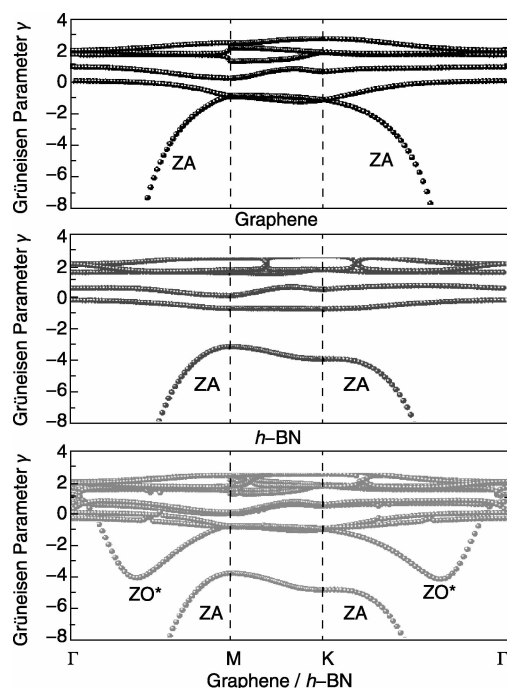 Grüneisen Parameter γ
4
2
0
−2
−4
−6
−8
ZA
ZA
Graphene
Grüneisen Parameter γ
4
2
0
−2
−4
−6
−8
ZA
ZA
h–BN
Grüneisen Parameter γ
4
2
0
−2
−4
−6
−8
ZO*
ZO*
ZA
ZA
Γ M K Γ
Graphene / h–BN